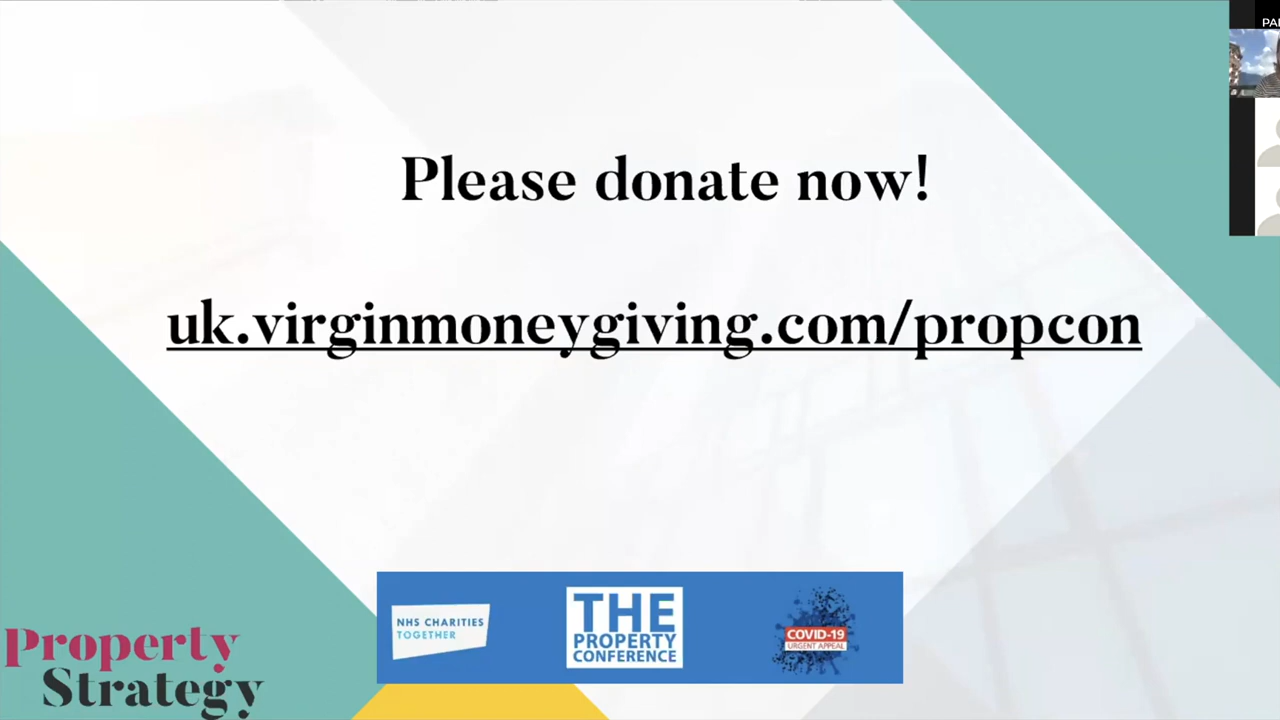 Please donate now!
uk.virginmoneygiving.com/propcon
NHS CHARITIES
TOGETHER
THE
PROPERTY
CONFERENCE
COVID-19
URGENT APPEAL
Property
Strategy